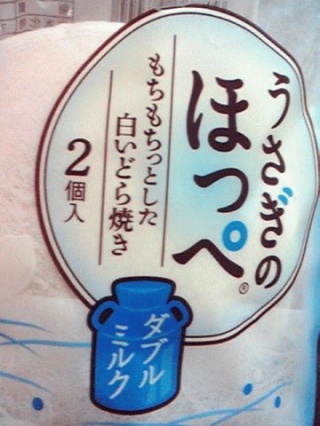 うさぎの
ほっぺ®
もちもちっとした
白いどら焼き
2個入
ダブル
ミルク